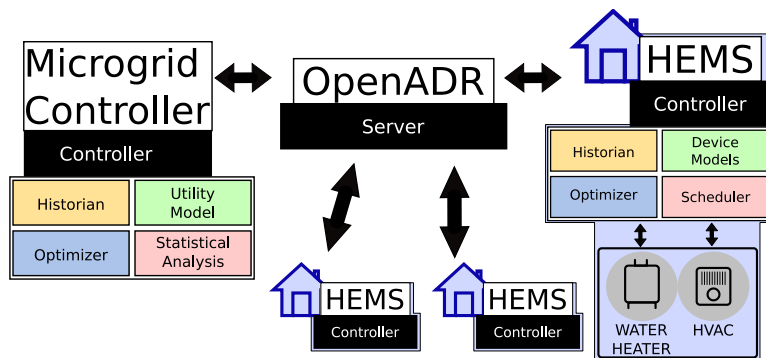 Microgrid
Controller
Controller
Historian
Utility
Model
Optimizer
Statistical
Analysis
OpenADR
Server
HEMS
Controller
Historian
Device
Models
Optimizer
Scheduler
WATER
HEATER
HVAC
HEMS
Controller
HEMS
Controller